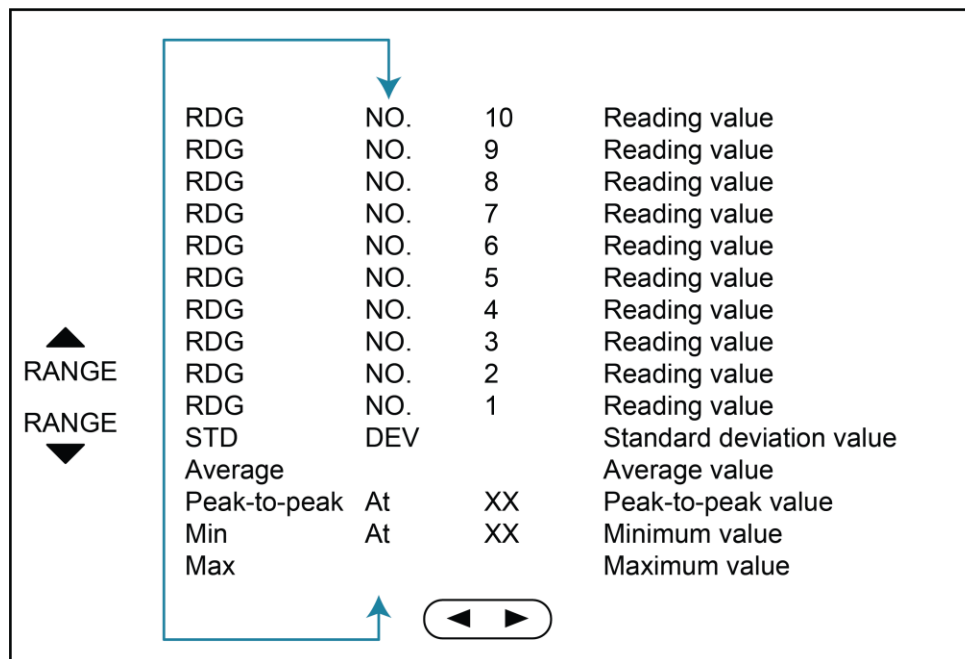 RDG NO. 10 Reading value
RDG NO. 9 Reading value
RDG NO. 8 Reading value
RDG NO. 7 Reading value
RDG NO. 6 Reading value
RDG NO. 5 Reading value
RDG NO. 4 Reading value
RDG NO. 3 Reading value
RANGE
RDG NO. 2 Reading value
RDG NO. 1 Reading value
RANGE
STD DEV Standard deviation value
Average Average value
Peak-to-peak At XX Peak-to-peak value
Min At XX Minimum value
Max Maximum value